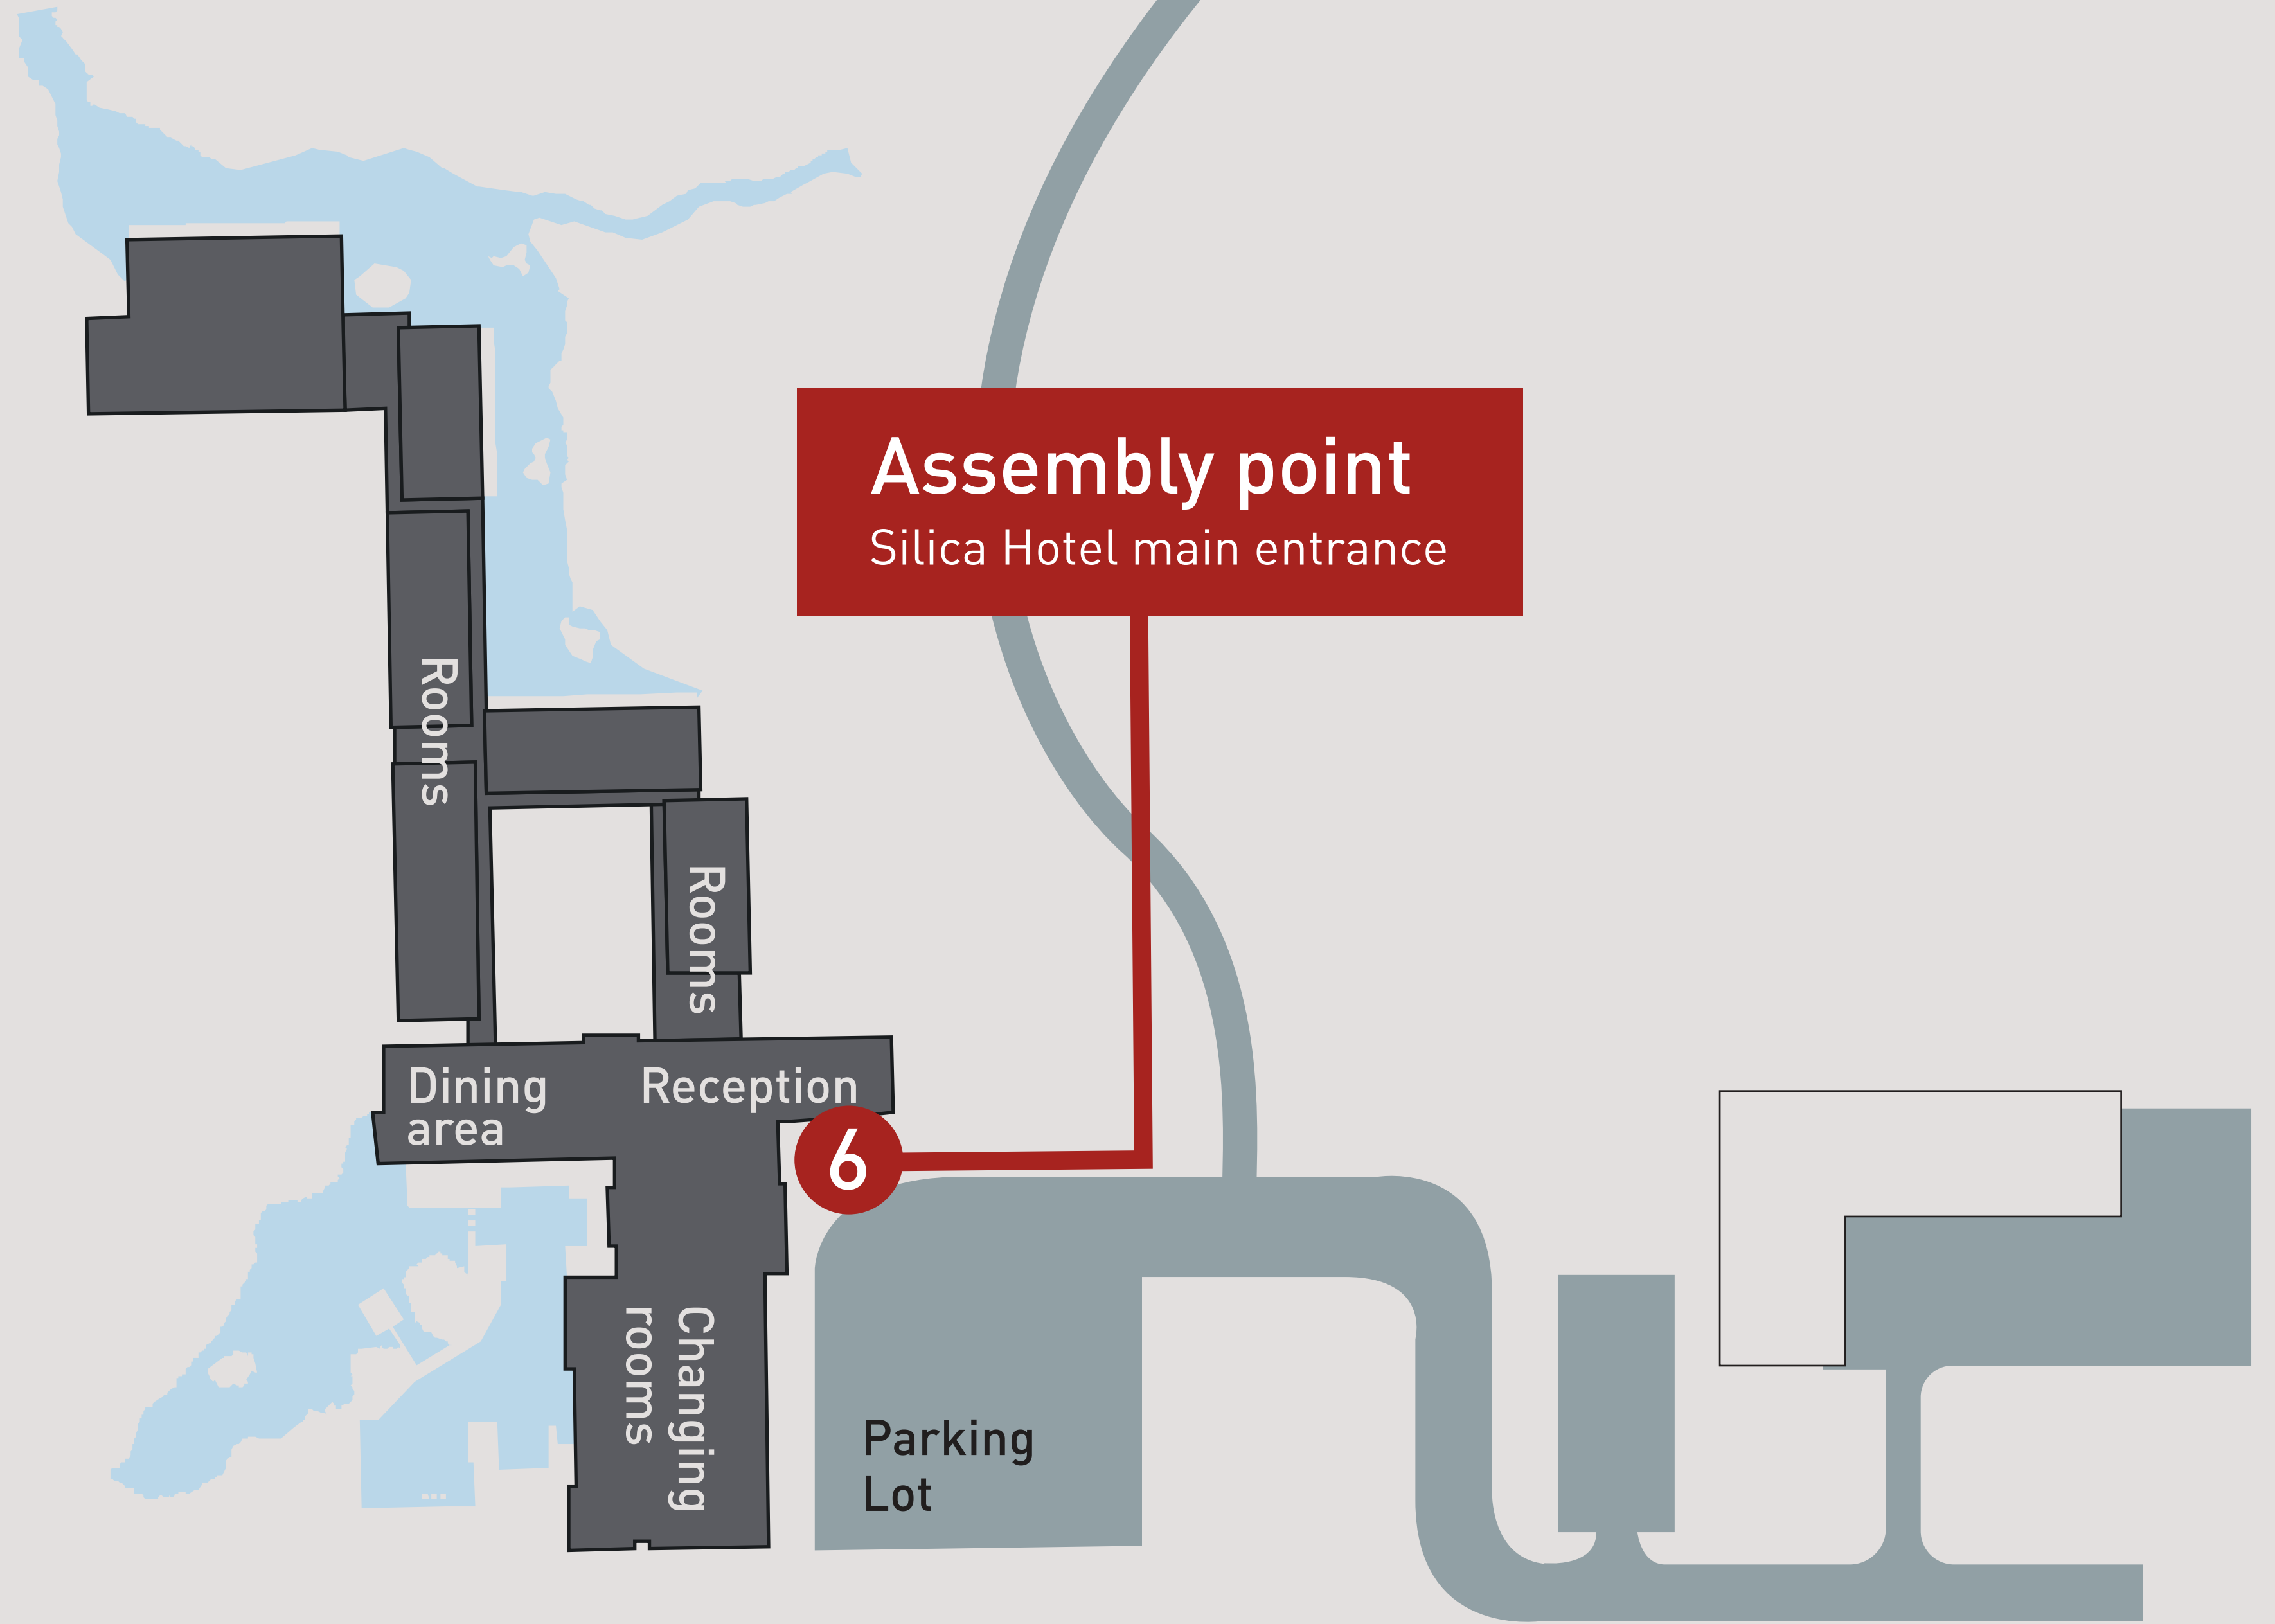 Assembly point
Silica Hotel main entrance
Rooms
Rooms
Dining
area
Reception
6
Changing
rooms
Parking
Lot